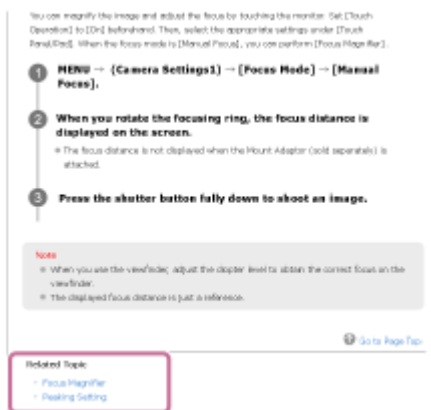 You can magnify the image and adjust the focus by touching the monitor. Set [Touch
Operation] to [On] beforehand. Then, select the appropriate settings under [Touch
Panel/Pad]. When the focus mode is [Manual Focus], you can perform [Focus Magnifier].
1 MENU → (Camera Settings1) → [Focus Mode] → [Manual
Focus].
2 When you rotate the focusing ring, the focus distance is
displayed on the screen.
The focus distance is not displayed when the Mount Adaptor (sold separately) is
attached.
3 Press the shutter button fully down to shoot an image.
Note
When you use the viewfinder, adjust the diopter level to obtain the correct focus on the
viewfinder.
The displayed focus distance is just a reference.
Go to Page Top
Related Topic
Focus Magnifier
Peaking Setting